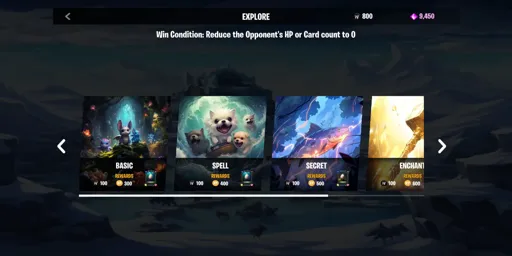 EXPLORE
800
9,450
Win Condition: Reduce the Opponent's HP or Card count to 0
BASIC
REWARDS
100 300
SPELL
REWARDS
100 400
SECRET
REWARDS
100 500
ENCHANT
REWARDS
100 600